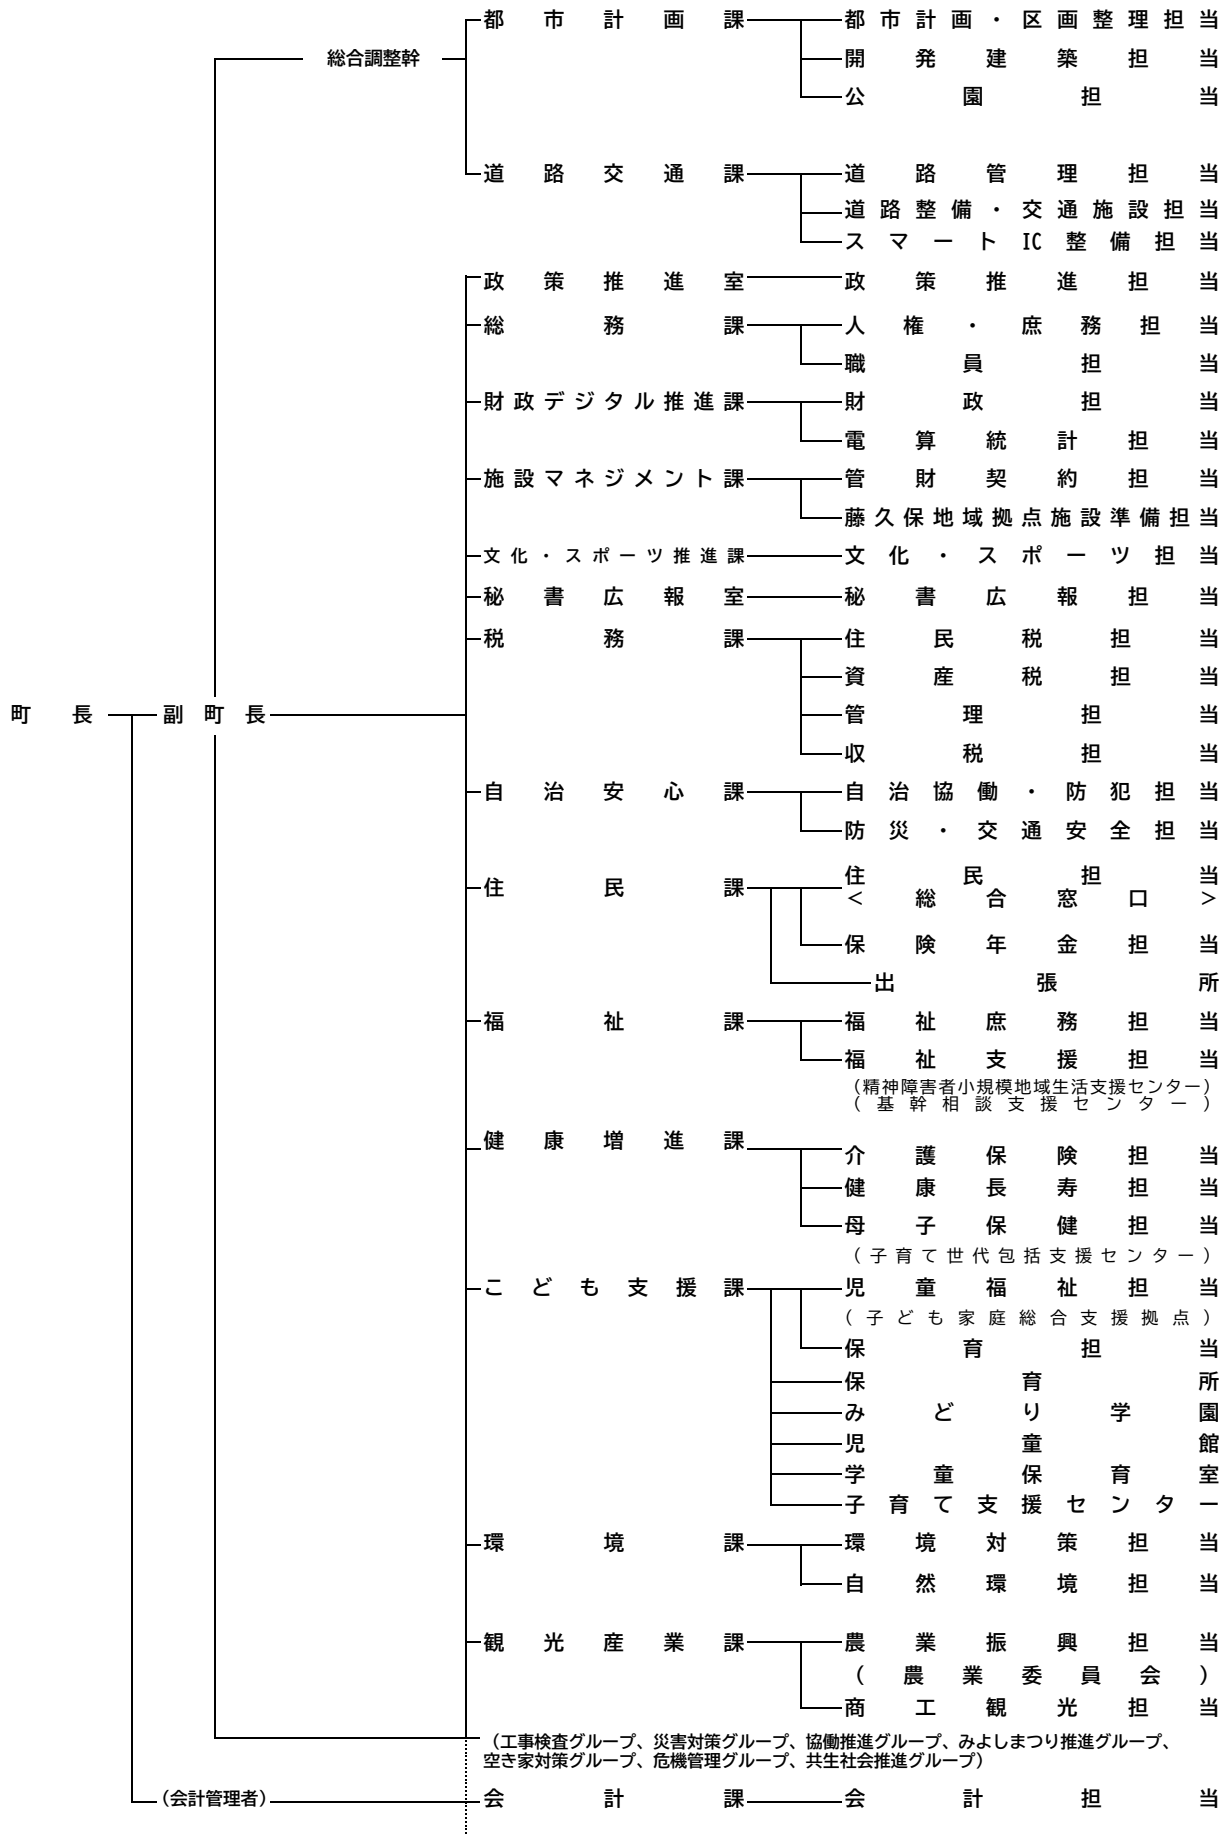 都市計画課 都市計画・区画整理担当
総合調整幹 開発建築担当
公園担当
道路交通課 道路管理担当
道路整備・交通施設担当
スマートIC整備担当
政策推進室 政策推進担当
総務課 人権・庶務担当
職員担当
財政デジタル推進課 財政担当
電算統計担当
施設マネジメント課 管財契約担当
藤久保地域拠点施設準備担当
文化・スポーツ推進課 文化・スポーツ担当
秘書広報室 秘書広報担当
税務課 住民税担当
資産税担当
町長 副町長 管理担当
収税担当
自治安心課 自治協働・防犯担当
防災・交通安全担当
住民課 住民担当
<総合窓口>
保険年金担当
出張所
福祉課 福祉庶務担当
福祉支援担当
(精神障害者小規模地域生活支援センター)
(基幹相談支援センター)
健康増進課 介護保険担当
健康長寿担当
母子保健担当
(子育て世代包括支援センター)
こども支援課 児童福祉担当
(子ども家庭総合支援拠点)
保育担当
保育所
みどり学園
児童館
学童保育室
子育て支援センター
環境課 環境対策担当
自然環境担当
観光産業課 農業振興担当
(農業委員会)
商工観光担当
(工事検査グループ、災害対策グループ、協働推進グループ、みよしまつり推進グループ、
空き家対策グループ、危機管理グループ、共生社会推進グループ)
(会計管理者) 会計課 会計担当